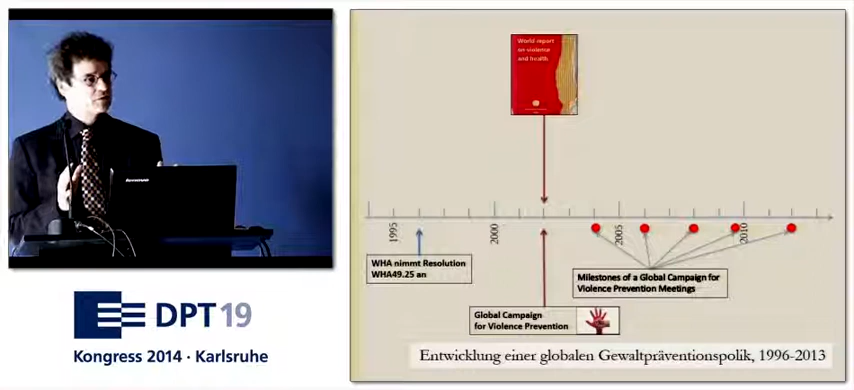 lenovo
DPT 19
Kongress 2014 · Karlsruhe
World report
on violence
and health
1995
2000
2005
2010
WHA nimmt Resolution
WHA49.25 an
Milestones of a Global Campaign for
Violence Prevention Meetings
Global Campaign
for Violence Prevention
Entwicklung einer globalen Gewaltpräventionspolik, 1996-2013